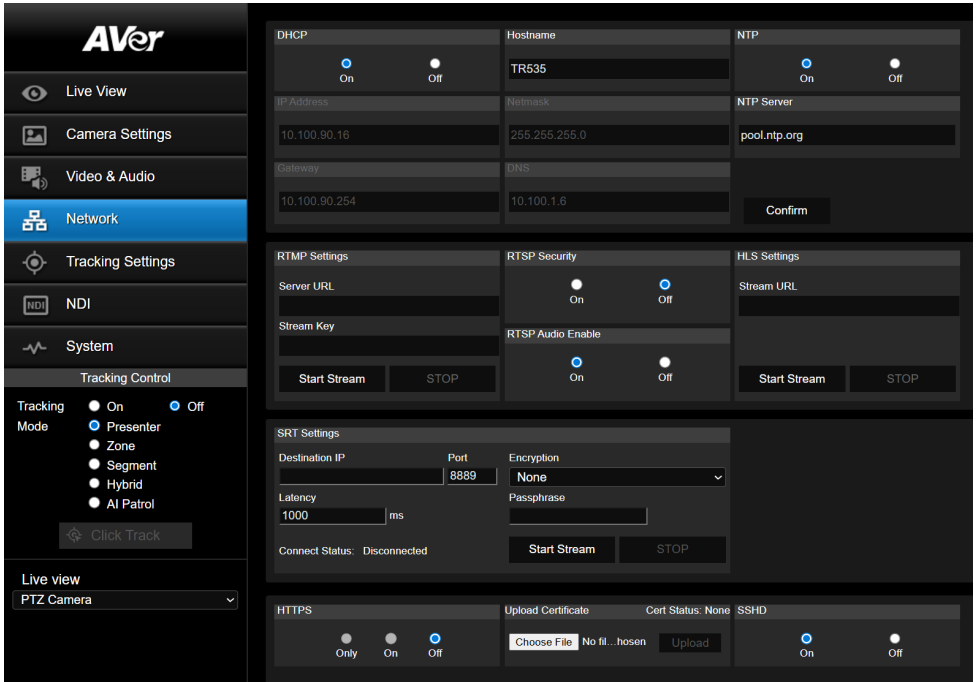 AVer
Live View
Camera Settings
Video & Audio
Network
Tracking Settings
NDI NDI
System
Tracking Control
Tracking On Off
Mode Presenter
Zone
Segment
Hybrid
AI Patrol
Click Track
Live view
PTZ Camera
DHCP Hostname NTP
On Off TR535 On Off
IP Address Netmask NTP Server
10.100.90.16 255.255.255.0 pool.ntp.org
Gateway DNS
10.100.90.254 10.100.1.6 Confirm
RTMP Settings RTSP Security HLS Settings
Server URL On Off Stream URL
Stream Key
RTSP Audio Enable
Start Stream STOP On Off Start Stream STOP
SRT Settings
Destination IP Port Encryption
8889 None
Latency Passphrase
1000 ms
Connect Status: Disconnected Start Stream STOP
HTTPS Upload Certificate Cert Status: None SSHD
Only On Off Choose File No fil...hosen Upload On Off